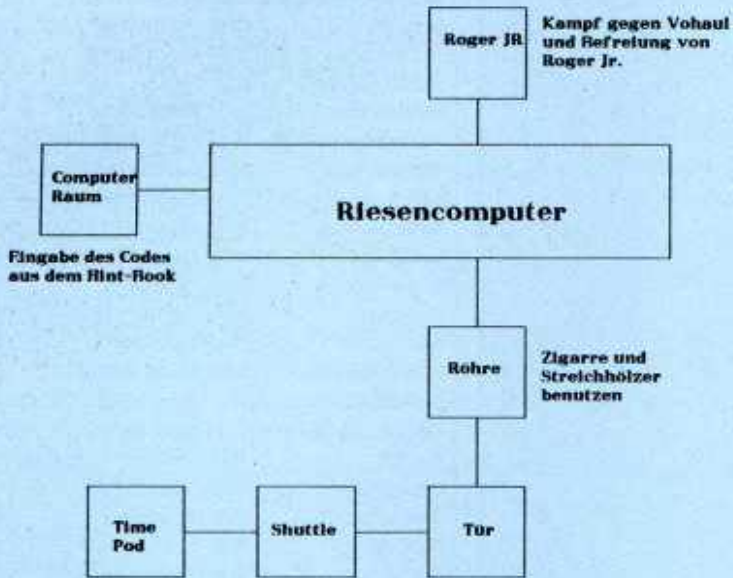 Roger JR
Kampf gegen Vohaul
und Befreiung von
Roger Jr.
Computer
Raum
Riesencomputer
Eingabe des Codes
aus dem Hint-Book
Röhre
Zigarre und
Streichhölzer
benutzen
Time
Pod
Shuttle
Tür